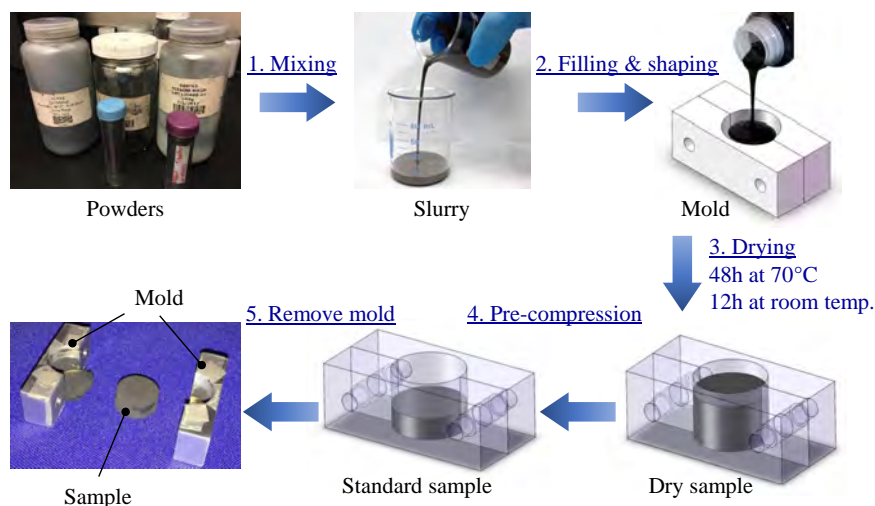 1. Mixing
2. Filling & shaping
Powders
Slurry
Mold
3. Drying
48h at 70°C
12h at room temp.
Mold
5. Remove mold
4. Pre-compression
Sample
Standard sample
Dry sample